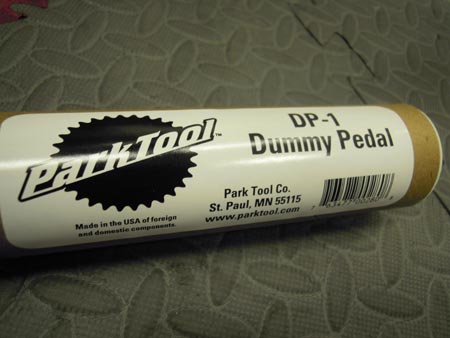 ParkTool
Made in the USA of foreign
and domestic components.
DP-1
Dummy Pedal
Park Tool Co.
St. Paul, MN 55115
www.parktool.com